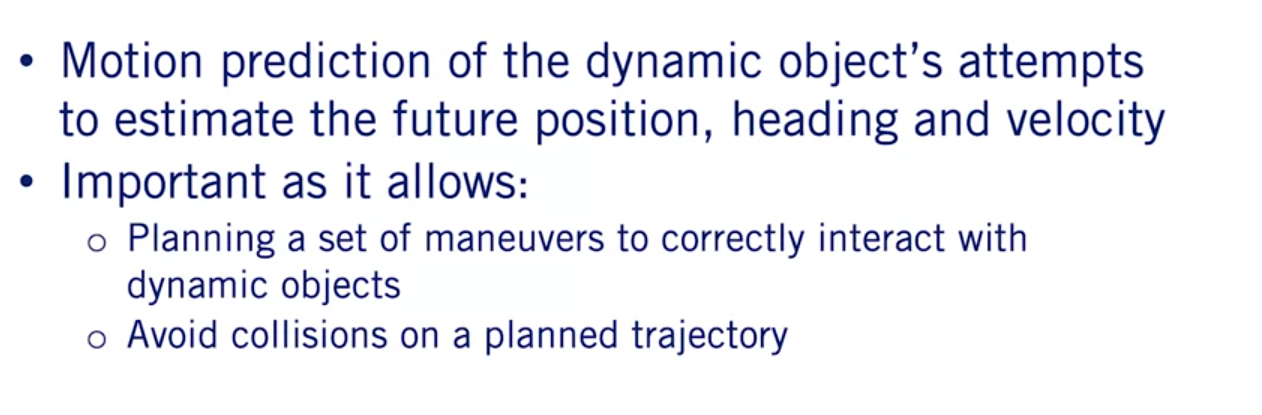 • Motion prediction of the dynamic object’s attempts
to estimate the future position, heading and velocity
• Important as it allows:
o Planning a set of maneuvers to correctly interact with
dynamic objects
o Avoid collisions on a planned trajectory